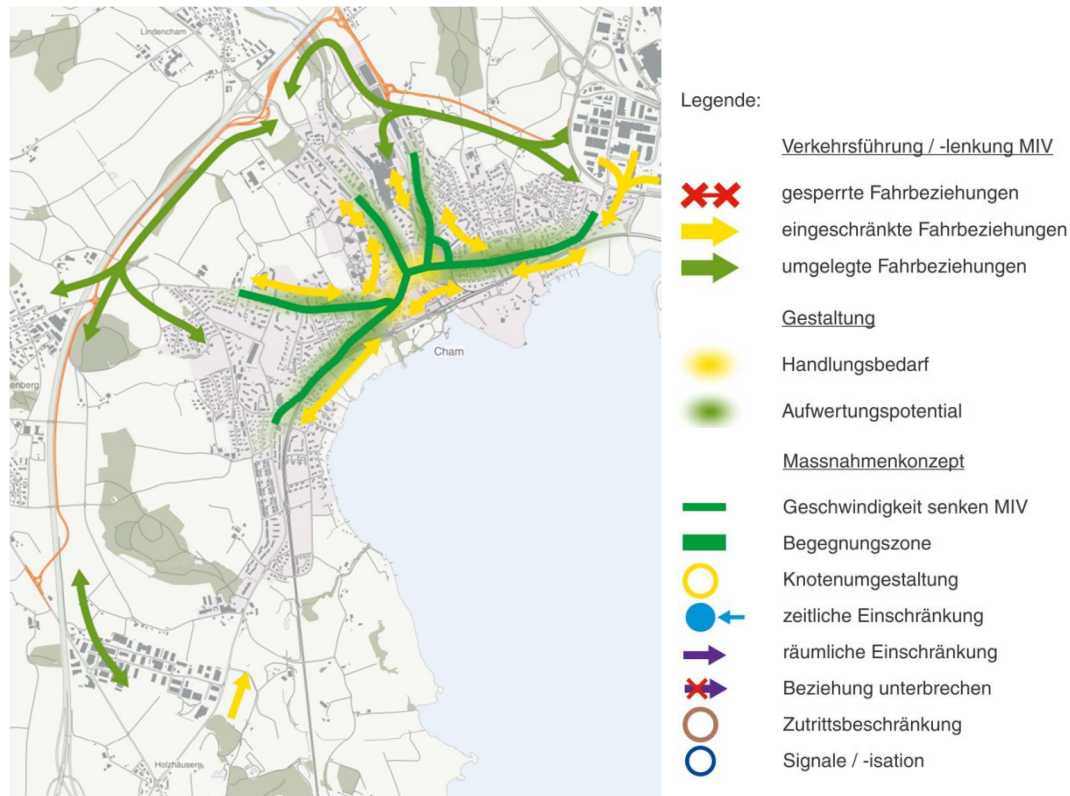 Lindencham
Cham
enberg
Holzhäusern
Legende:
Verkehrsführung / -lenkung MIV
gesperrte Fahrbeziehungen
eingeschränkte Fahrbeziehungen
umgelegte Fahrbeziehungen
Gestaltung
Handlungsbedarf
Aufwertungspotential
Massnahmenkonzept
Geschwindigkeit senken MIV
Begegnungszone
Knotenumgestaltung
zeitliche Einschränkung
räumliche Einschränkung
Beziehung unterbrechen
Zutrittsbeschränkung
Signale / -isation